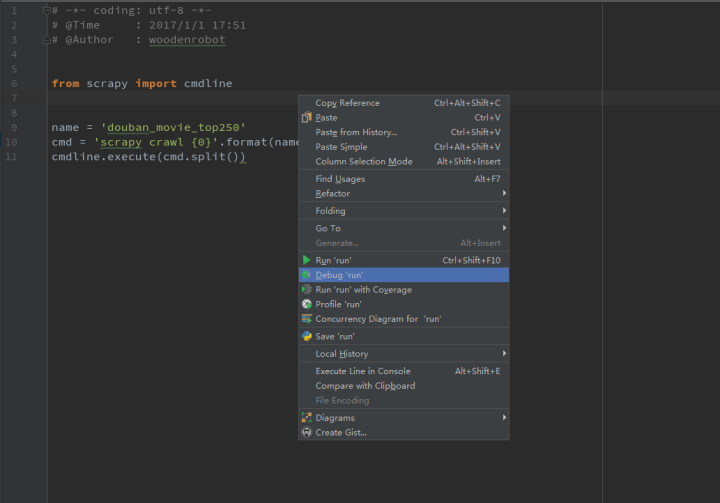 1 # -*- coding: utf-8 -*-
2 # @Time     : 2017/1/1 17:51
3 # @Author   : woodenrobot
4
5
6 from scrapy import cmdline
7
8
9 name = 'douban_movie_top250'
10 cmd = 'scrapy crawl {0}'.format(name
11 cmdline.execute(cmd.split())
Copy Reference Ctrl+Alt+Shift+C
Paste Ctrl+V
Paste from History... Ctrl+Shift+V
Paste Simple Ctrl+Alt+Shift+V
Column Selection Mode Alt+Shift+Insert
Find Usages Alt+F7
Refactor
Folding
Go To
Generate... Alt+Insert
Run 'run' Ctrl+Shift+F10
Debug 'run'
Run 'run' with Coverage
Profile 'run'
Concurrency Diagram for 'run'
Save 'run'
Local History
Execute Line in Console Alt+Shift+E
Compare with Clipboard
File Encoding
Diagrams
Create Gist...